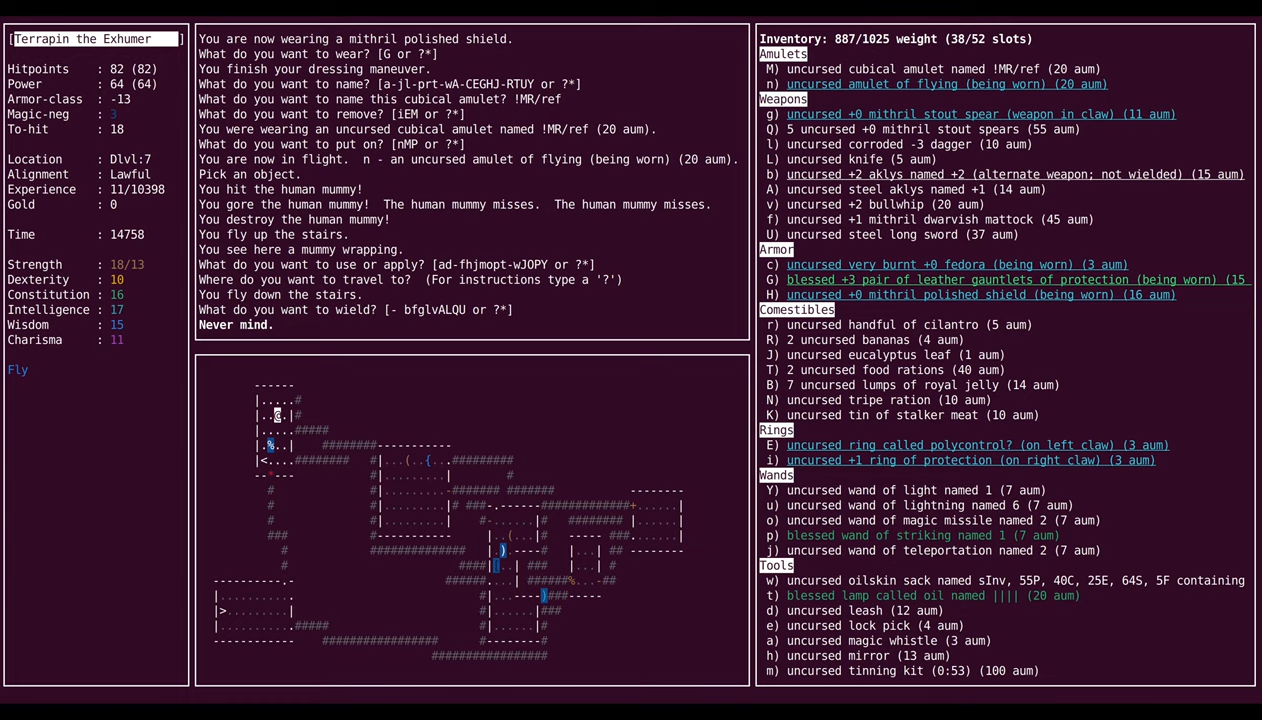 [Terrapin the Exhumer ]
Hitpoints : 82 (82)
Power : 64 (64)
Armor-class : -13
Magic-neg : 3
To-hit : 18
Location : Dlvl:7
Alignment : Lawful
Experience : 11/10398
Gold : 0
Time : 14758
Strength : 18/13
Dexterity : 10
Constitution : 16
Intelligence : 17
Wisdom : 15
Charisma : 11
Fly
You are now wearing a mithril polished shield.
What do you want to wear? [G or ?*]
You finish your dressing maneuver.
What do you want to name? [a-jl-prt-wA-CEGHJ-RTUY or ?*]
What do you want to name this cubical amulet? !MR/ref
What do you want to remove? [iEM or ?*]
You were wearing an uncursed cubical amulet named !MR/ref (20 aum).
What do you want to put on? [nMP or ?*]
You are now in flight.  n - an uncursed amulet of flying (being worn) (20 aum).
Pick an object.
You hit the human mummy!
You gore the human mummy!  The human mummy misses.  The human mummy misses.
You destroy the human mummy!
You fly up the stairs.
You see here a mummy wrapping.
What do you want to use or apply? [ad-fhjmopt-wJOPY or ?*]
Where do you want to travel to?  (For instructions type a '?')
You fly down the stairs.
What do you want to wield? [- bfglvALQU or ?*]
Never mind.
------
|.....#
|..@.|#
|.....#####
|.%..| ########----------
|<....######## #|...(..{...#########
--*--- #|........| #
# #|........-####### #######  --------
# #|........|# ###-.------  #############+......|
# #|........| #-......|# ######## |......|
### #---------- |..(...|# ----- ###.......|
# ############# |.)-----# |...| ## --------
# ####|[..| ### |...| #
----------.- ######....| ######%...-##
|..........  #|...----)###-----
|>.........| #|......|###
|..........##### #|......|#
------------ ################# #--------#
#################
Inventory: 887/1025 weight (38/52 slots)
Amulets
M) uncursed cubical amulet named !MR/ref (20 aum)
n) uncursed amulet of flying (being worn) (20 aum)
Weapons
g) uncursed +0 mithril stout spear (weapon in claw) (11 aum)
Q) 5 uncursed +0 mithril stout spears (55 aum)
l) uncursed corroded -3 dagger (10 aum)
L) uncursed knife (5 aum)
b) uncursed +2 aklys named +2 (alternate weapon; not wielded) (15 aum)
A) uncursed steel aklys named +1 (14 aum)
v) uncursed +2 bullwhip (20 aum)
f) uncursed +1 mithril dwarvish mattock (45 aum)
U) uncursed steel long sword (37 aum)
Armor
c) uncursed very burnt +0 fedora (being worn) (3 aum)
G) blessed +3 pair of leather gauntlets of protection (being worn) (15
H) uncursed +0 mithril polished shield (being worn) (16 aum)
Comestibles
r) uncursed handful of cilantro (5 aum)
R) 2 uncursed bananas (4 aum)
J) uncursed eucalyptus leaf (1 aum)
T) 2 uncursed food rations (40 aum)
B) 7 uncursed lumps of royal jelly (14 aum)
N) uncursed tripe ration (10 aum)
K) uncursed tin of stalker meat (10 aum)
Rings
E) uncursed ring called polycontrol? (on left claw) (3 aum)
i) uncursed +1 ring of protection (on right claw) (3 aum)
Wands
Y) uncursed wand of light named 1 (7 aum)
u) uncursed wand of lightning named 6 (7 aum)
o) uncursed wand of magic missile named 2 (7 aum)
p) blessed wand of striking named 1 (7 aum)
j) uncursed wand of teleportation named 2 (7 aum)
Tools
w) uncursed oilskin sack named sInv, 55P, 40C, 25E, 64S, 5F containing
t) blessed lamp called oil named |||| (20 aum)
d) uncursed leash (12 aum)
e) uncursed lock pick (4 aum)
a) uncursed magic whistle (3 aum)
h) uncursed mirror (13 aum)
m) uncursed tinning kit (0:53) (100 aum)